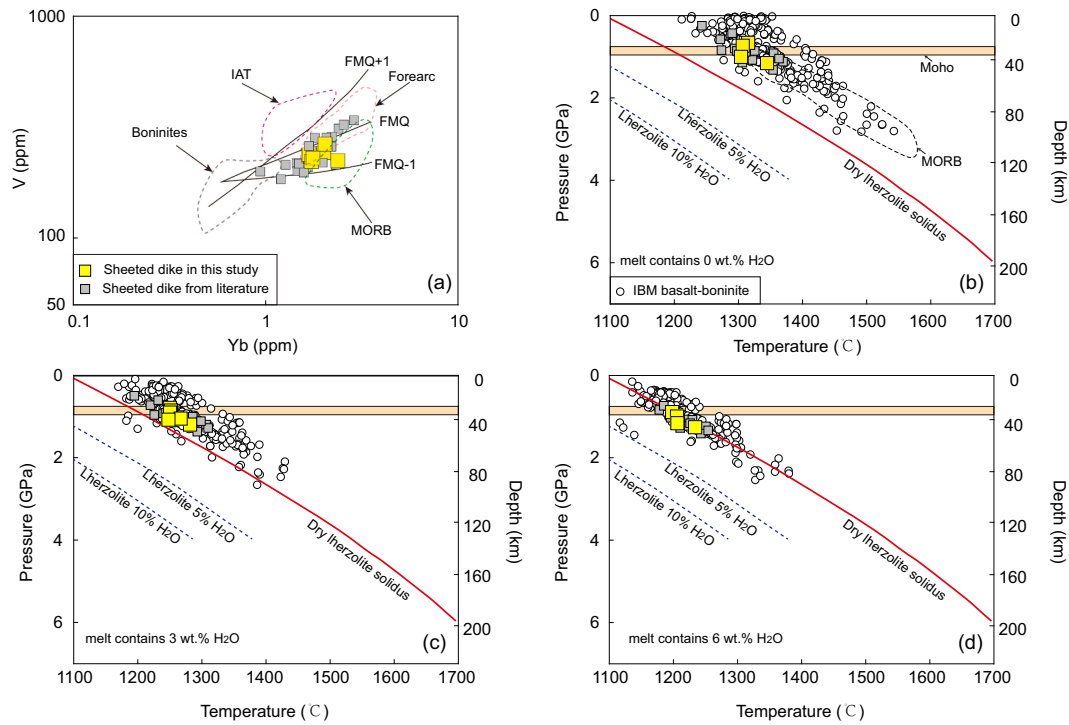 1000
IAT
FMQ+1
Forearc
FMQ
Boninites
FMQ-1
MORB
V (ppm)
100
Sheeted dike in this study
Sheeted dike from literature
(a)
50
0.1
1
10
Yb (ppm)
0
0
Moho
40
2
80
Lherzolite 5% H2O
Lherzolite 10% H2O
MORB
120
Dry lherzolite solidus
4
160
Pressure (GPa)
Depth (km)
6
melt contains 0 wt.% H2O
(b)
200
IBM basalt-boninite
1100
1200
1300
1400
1500
1600
1700
Temperature (℃)
0
0
40
2
80
Lherzolite 5% H2O
Lherzolite 10% H2O
120
Dry lherzolite solidus
4
160
Pressure (GPa)
Depth (km)
6
melt contains 3 wt.% H2O
(c)
200
1100
1200
1300
1400
1500
1600
1700
Temperature (℃)
0
0
40
2
80
Lherzolite 5% H2O
Lherzolite 10% H2O
120
Dry lherzolite solidus
4
160
Pressure (GPa)
Depth (km)
6
melt contains 6 wt.% H2O
(d)
200
1100
1200
1300
1400
1500
1600
1700
Temperature (℃)